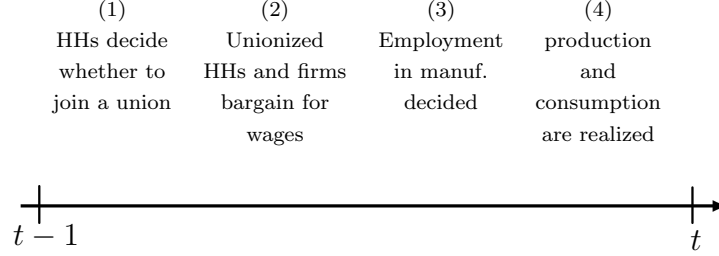 (1)
HHs decide
whether to
join a union
(2)
Unionized
HHs and firms
bargain for
wages
(3)
Employment
in manuf.
decided
(4)
production
and
consumption
are realized
t − 1
t